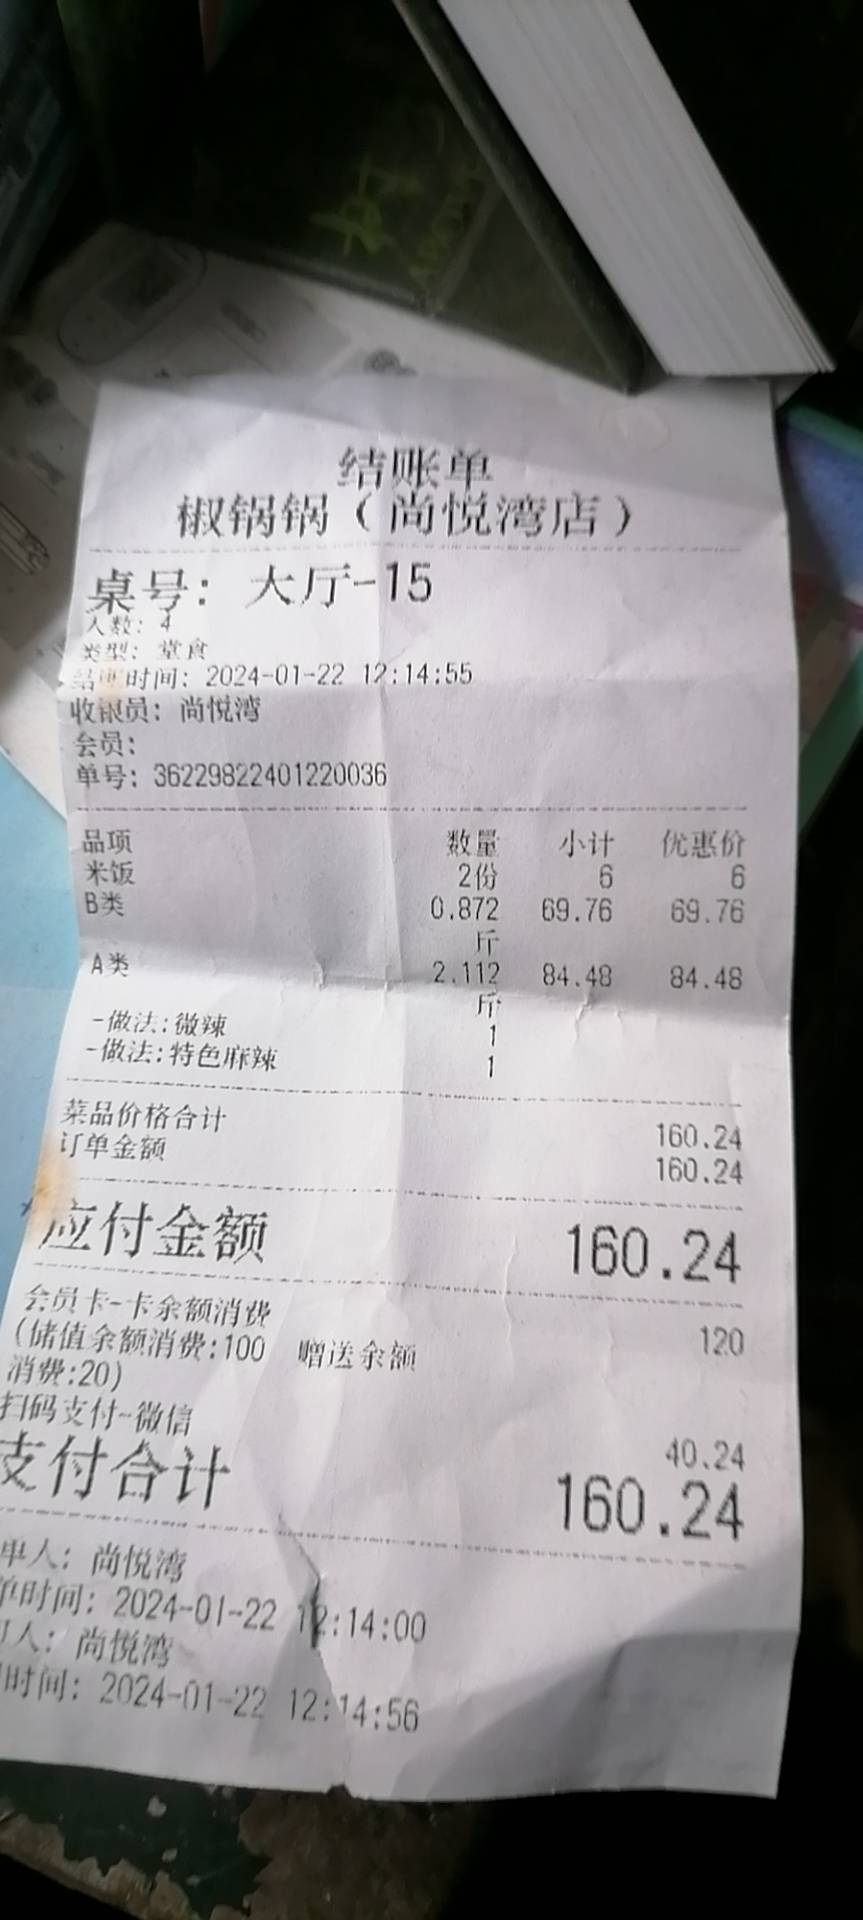 结账单
椒锅锅（尚悦湾店）
桌号: 大厅-15
人数: 4
类型: 堂食
结账时间: 2024-01-22 12:14:55
收银员: 尚悦湾
会员:
单号: 36229822401220036
品项 数量 小计 优惠价
米饭 2份 6 6
B类 0.872 69.76 69.76
斤
A类 2.112 84.48 84.48
斤
-做法:微辣 1
-做法:特色麻辣 1
菜品价格合计 160.24
订单金额 160.24
应付金额 160.24
会员卡-卡余额消费 120
(储值余额消费:100 赠送余额
消费:20)
扫码支付-微信 40.24
支付合计 160.24
单人: 尚悦湾
单时间: 2024-01-22 12:14:00
人: 尚悦湾
时间: 2024-01-22 12:14:56